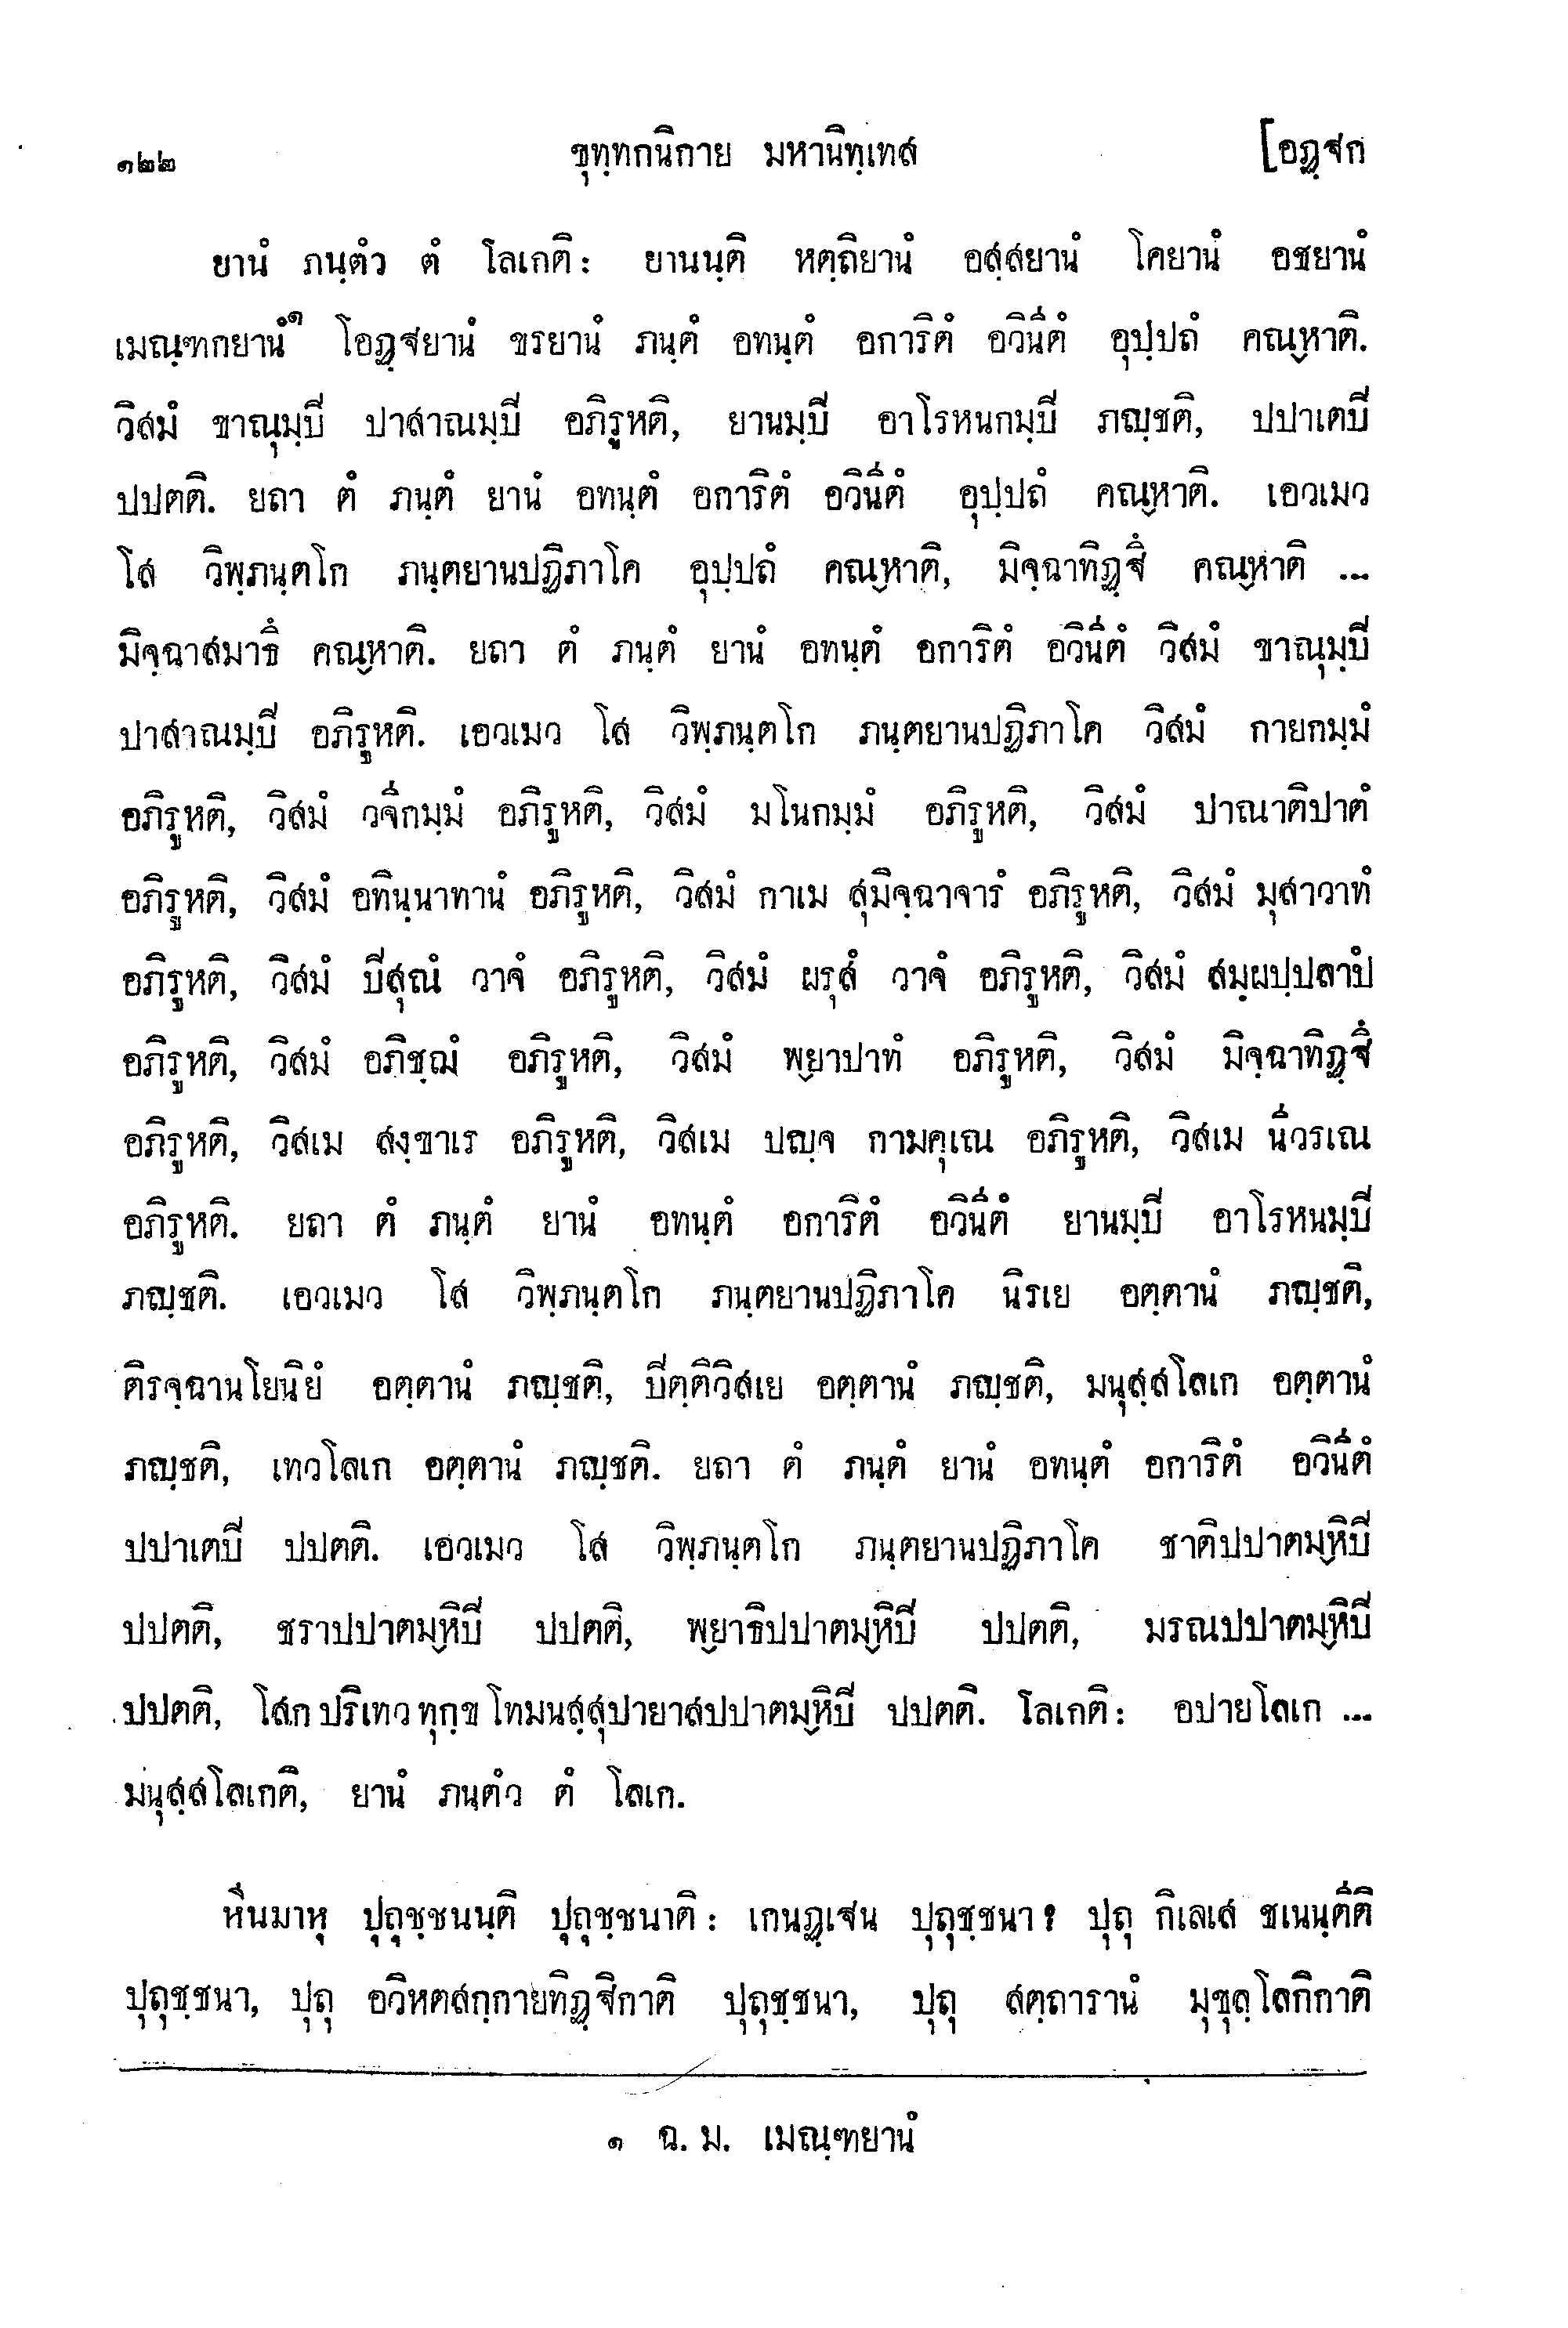 ๑๒๒ ขุทฺทกนิกาย มหานิทฺเทส [อฏฺฐก
ยานํ ภนฺตํว ตํ โลเกติ: ยานนฺติ หตฺถิยานํ อสฺสยานํ โคยานํ อชยานํ
เมณฺฑกยานํ๑ โอฏฺฐยานํ ขรยานํ ภนฺตํ อทนฺตํ อการิตํ อวินีตํ อุปฺปถํ คณฺหาติ.
วิสมํ ขาณุมฺปิ ปาสาณมฺปิ อภิรูหติ, ยานมฺปิ อาโรหนกมฺปิ ภญฺชติ, ปปาเตปิ
ปปตติ. ยถา ตํ ภนฺตํ ยานํ อทนฺตํ อการิตํ อวินีตํ อุปฺปถํ คณฺหาติ. เอวเมว
โส วิพฺภนฺตโก ภนฺตยานปฏิภาโค อุปฺปถํ คณฺหาติ, มิจฺฉาทิฏฺฐึ คณฺหาติ ...
มิจฺฉาสมาธึ คณฺหาติ. ยถา ตํ ภนฺตํ ยานํ อทนฺตํ อการิตํ อวินีตํ วิสมํ ขาณุมฺปิ
ปาสาณมฺปิ อภิรูหติ. เอวเมว โส วิพฺภนฺตโก ภนฺตยานปฏิภาโค วิสมํ กายกมฺมํ
อภิรูหติ, วิสมํ วจีกมฺมํ อภิรูหติ, วิสมํ มโนกมฺมํ อภิรูหติ, วิสมํ ปาณาติปาตํ
อภิรูหติ, วิสมํ อทินฺนาทานํ อภิรูหติ, วิสมํ กาเม สุมิจฺฉาจารํ อภิรูหติ, วิสมํ มุสาวาทํ
อภิรูหติ, วิสมํ ปิสุณํ วาจํ อภิรูหติ, วิสมํ ผรุสํ วาจํ อภิรูหติ, วิสมํ สมฺผปฺปลาปํ
อภิรูหติ, วิสมํ อภิชฺฌํ อภิรูหติ, วิสมํ พฺยาปาทํ อภิรูหติ, วิสมํ มิจฺฉาทิฏฺฐึ
อภิรูหติ, วิสเม สงฺขาเร อภิรูหติ, วิสเม ปญฺจ กามคุเณ อภิรูหติ, วิสเม นีวรเณ
อภิรูหติ. ยถา ตํ ภนฺตํ ยานํ อทนฺตํ อการิตํ อวินีตํ ยานมฺปิ อาโรหนมฺปิ
ภญฺชติ. เอวเมว โส วิพฺภนฺตโก ภนฺตยานปฏิภาโค นิรเย อตฺตานํ ภญฺชติ,
ติรจฺฉานโยนิยํ อตฺตานํ ภญฺชติ, ปิตฺติวิสเย อตฺตานํ ภญฺชติ, มนุสฺสโลเก อตฺตานํ
ภญฺชติ, เทวโลเก อตฺตานํ ภญฺชติ. ยถา ตํ ภนฺตํ ยานํ อทนฺตํ อการิตํ อวินีตํ
ปปาเตปิ ปปตติ. เอวเมว โส วิพฺภนฺตโก ภนฺตยานปฏิภาโค ชาติปปาตมฺหิปิ
ปปตติ, ชราปปาตมฺหิปิ ปปตติ, พฺยาธิปปาตมฺหิปิ ปปตติ, มรณปปาตมฺหิปิ
ปปตติ, โสก ปริเทว ทุกฺข โทมนสฺสุปายาสปปาตมฺหิปิ ปปตติ. โลเกติ: อปายโลเก ...
มนุสฺสโลเกติ, ยานํ ภนฺตํว ตํ โลเก.
หีนมาหุ ปุถุชฺชนนฺติ ปุถุชฺชนาติ: เกนฏฺเฐน ปุถุชฺชนา? ปุถุ กิเลเส ชเนนฺตีติ
ปุถุชฺชนา, ปุถุ อวิหตสกฺกายทิฏฺฐิกาติ ปุถุชฺชนา, ปุถุ สตฺถารานํ มุขุลฺโลกิกาติ
๑ ฉ. ม. เมณฺฑยานํ